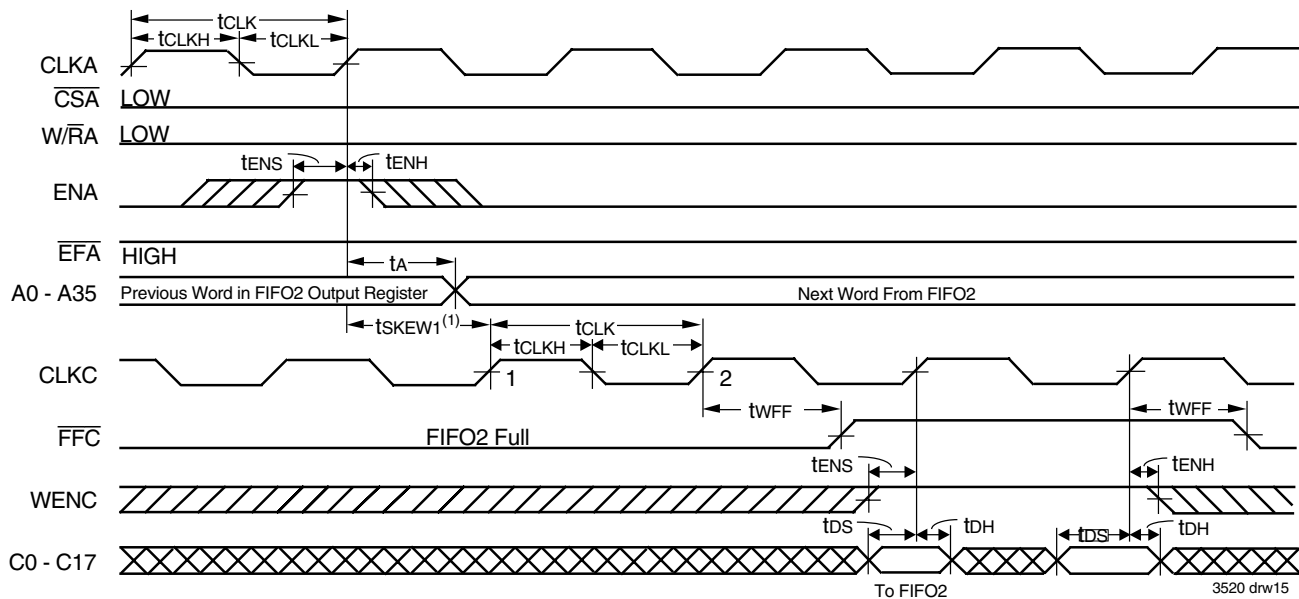 tCLK
tCLKH tCLKL
CLKA
CSA LOW
W/RA LOW
tENS tENH
ENA
EFA HIGH
tA
A0 - A35 Previous Word in FIFO2 Output Register Next Word From FIFO2
tSKEW1(1) tCLK
tCLKH tCLKL
CLKC 1 2
tWFF tWFF
FFC FIFO2 Full
tENS tENH
WENC
tDS tDH tDS tDH
C0 - C17
To FIFO2 3520 drw15